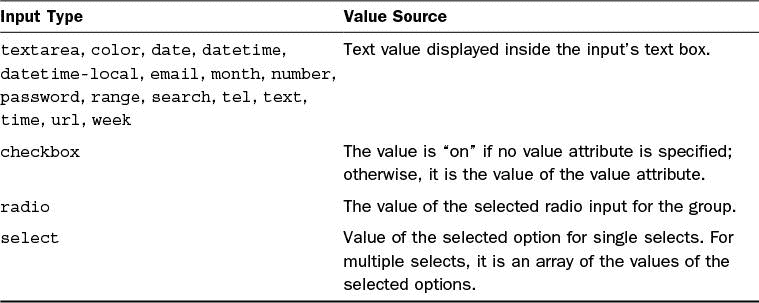 Input Type Value Source
textarea, color, date, datetime, Text value displayed inside the input's text box.
datetime-local, email, month, number,
password, range, search, tel, text,
time, url, week
checkbox The value is “on” if no value attribute is specified;
otherwise, it is the value of the value attribute.
radio The value of the selected radio input for the group.
select Value of the selected option for single selects. For
multiple selects, it is an array of the values of the
selected options.